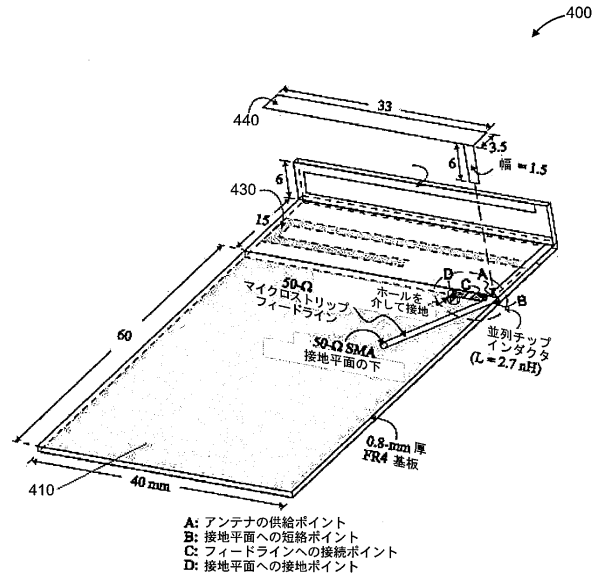 400
33
440
3.5
6
幅 = 1.5
6
430
15
D
A
C
B
50-Ω
マイクロストリップ
フィードライン
ホールを
介して接地
50-Ω SMA
接地平面の下
並列チップ
インダクタ
(L = 2.7 nH)
60
0.8-mm 厚
FR4 基板
410
40 mm
A: アンテナの供給ポイント
B: 接地平面への短絡ポイント
C: フィードラインへの接続ポイント
D: 接地平面への接地ポイント